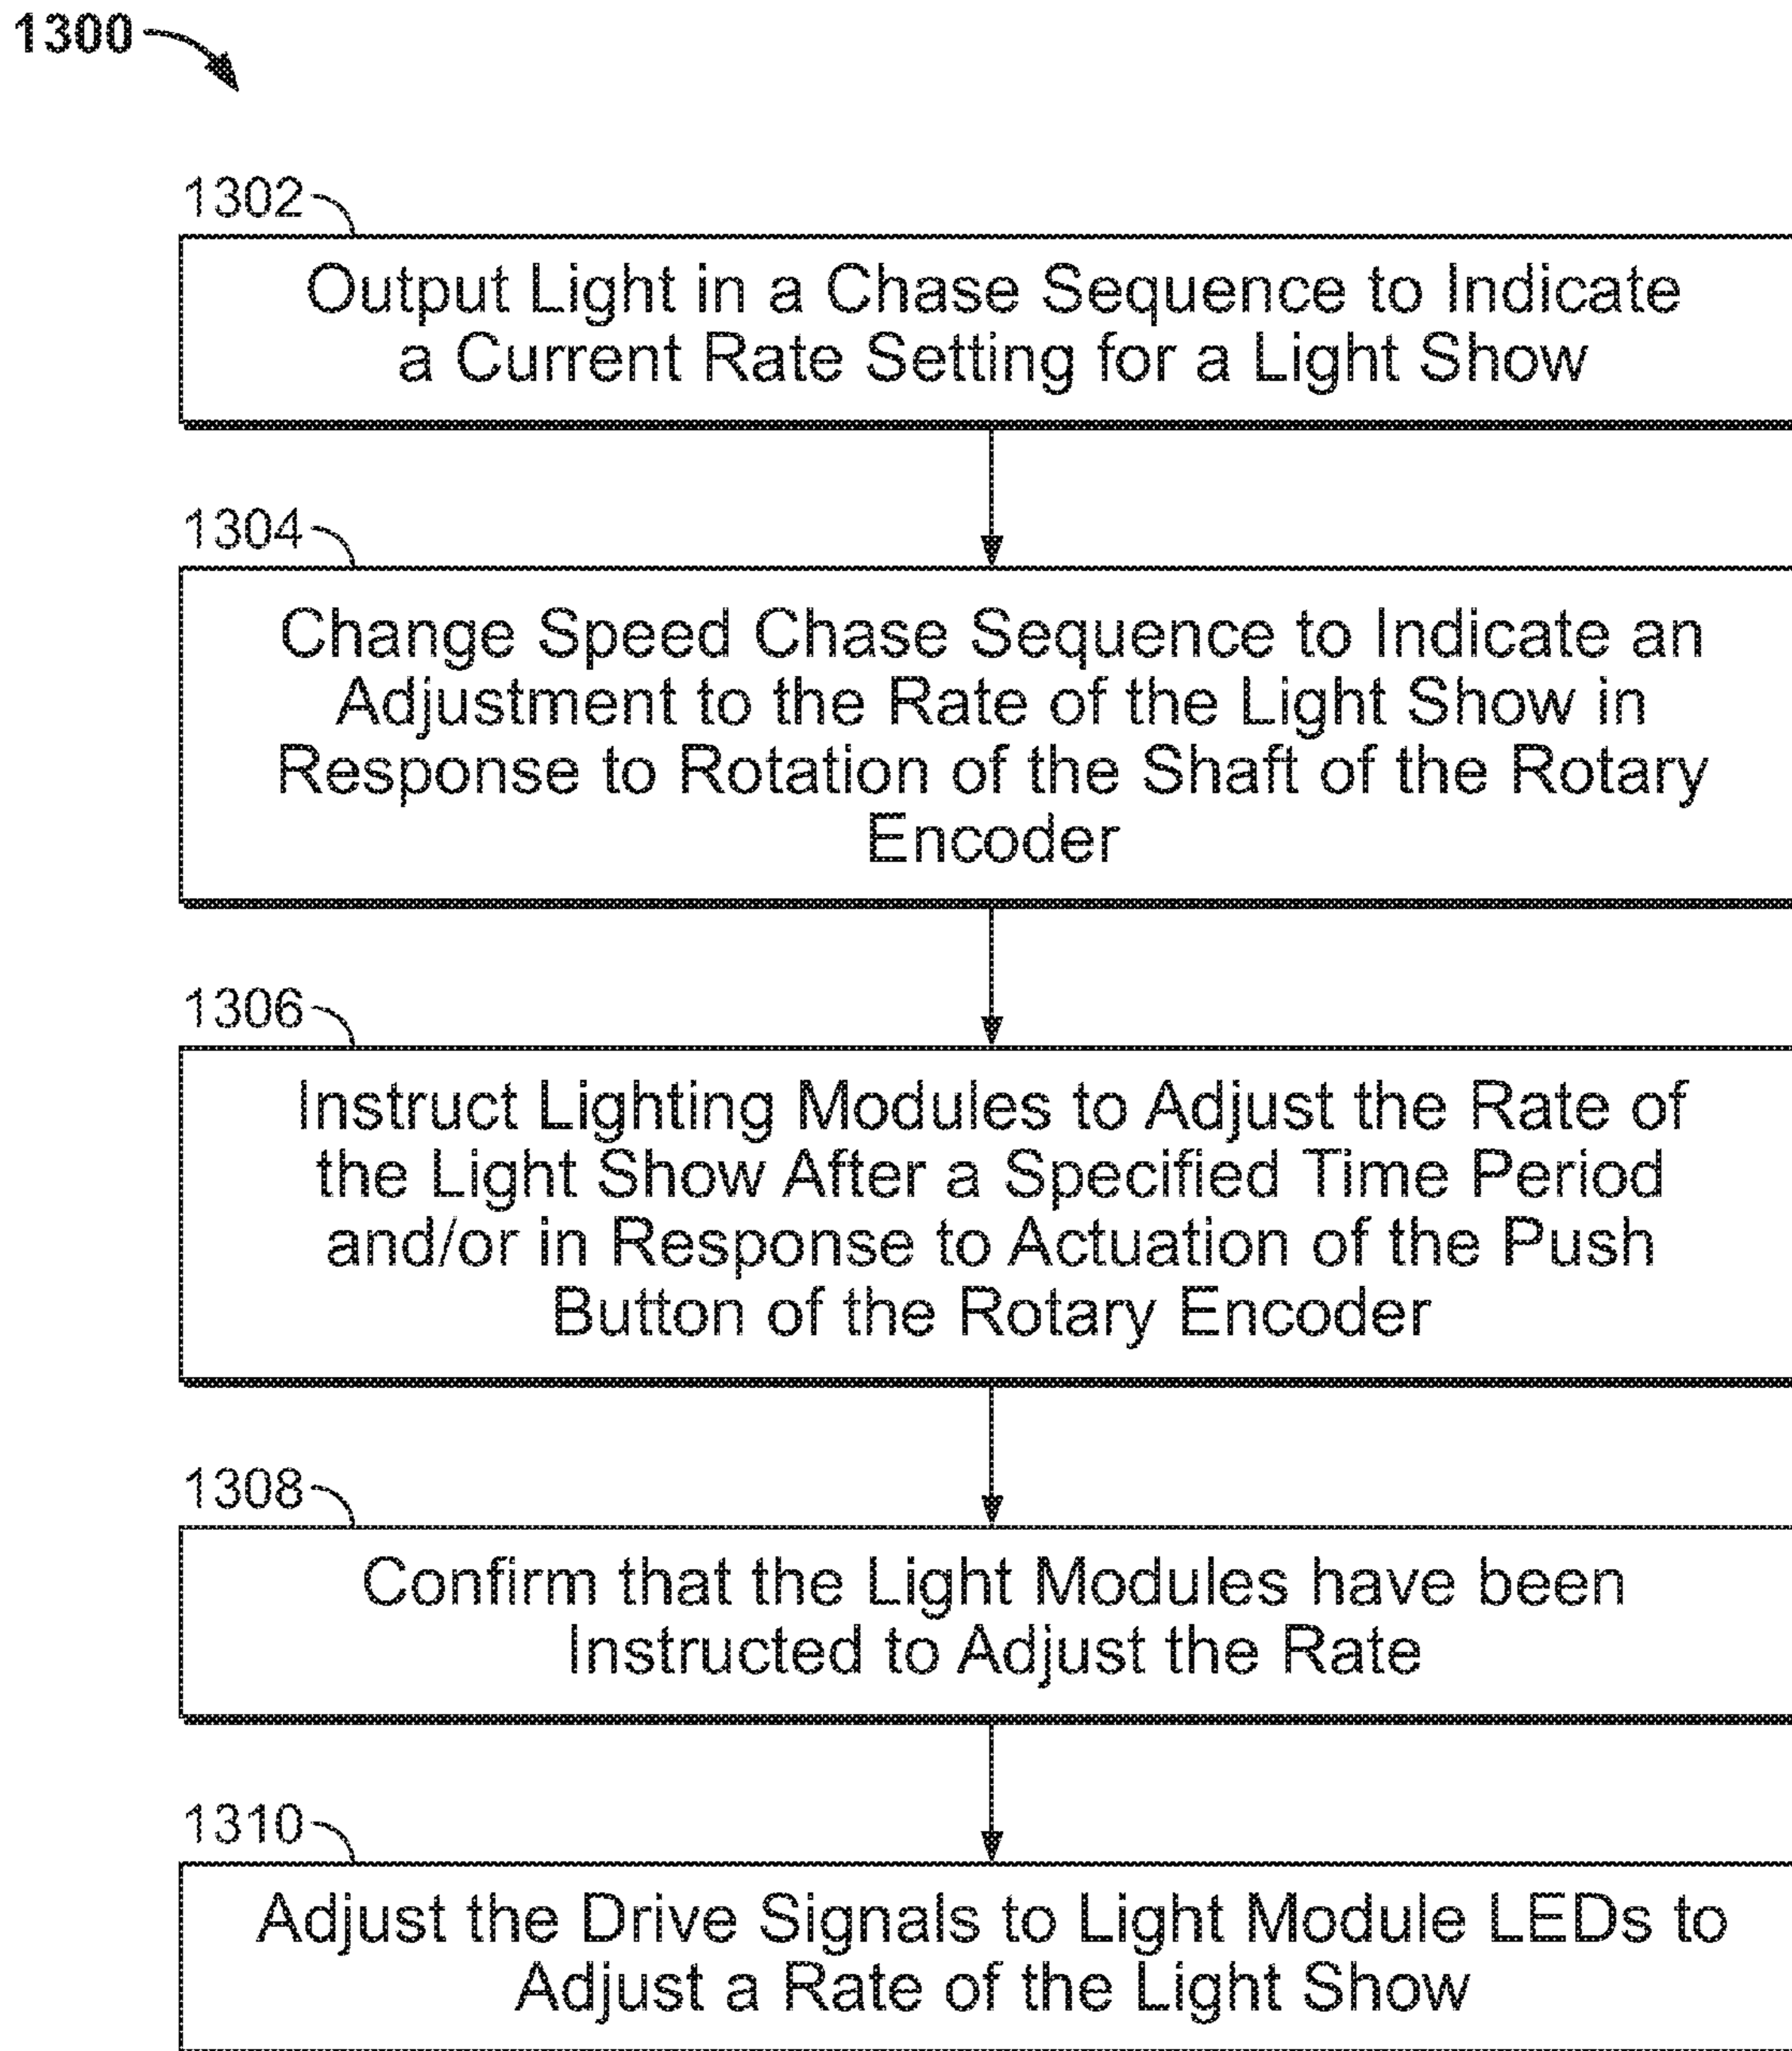 1300
1302
Output Light in a Chase Sequence to Indicate
a Current Rate Setting for a Light Show
1304
Change Speed Chase Sequence to Indicate an
Adjustment to the Rate of the Light Show in
Response to Rotation of the Shaft of the Rotary
Encoder
1306
Instruct Lighting Modules to Adjust the Rate of
the Light Show After a Specified Time Period
and/or in Response to Actuation of the Push
Button of the Rotary Encoder
1308
Confirm that the Light Modules have been
Instructed to Adjust the Rate
1310
Adjust the Drive Signals to Light Module LEDs to
Adjust a Rate of the Light Show